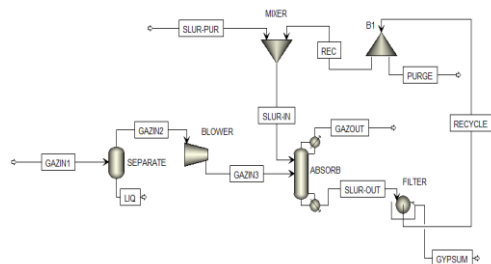 MIXER
B1
SLUR-PUR
REC
PURGE
SLUR-IN
RECYCLE
GAZIN2
BLOWER
GAZOUT
GAZIN1
SEPARATE
GAZIN3
ABSORB
LIQ
SLUR-OUT
FILTER
GYPSUM